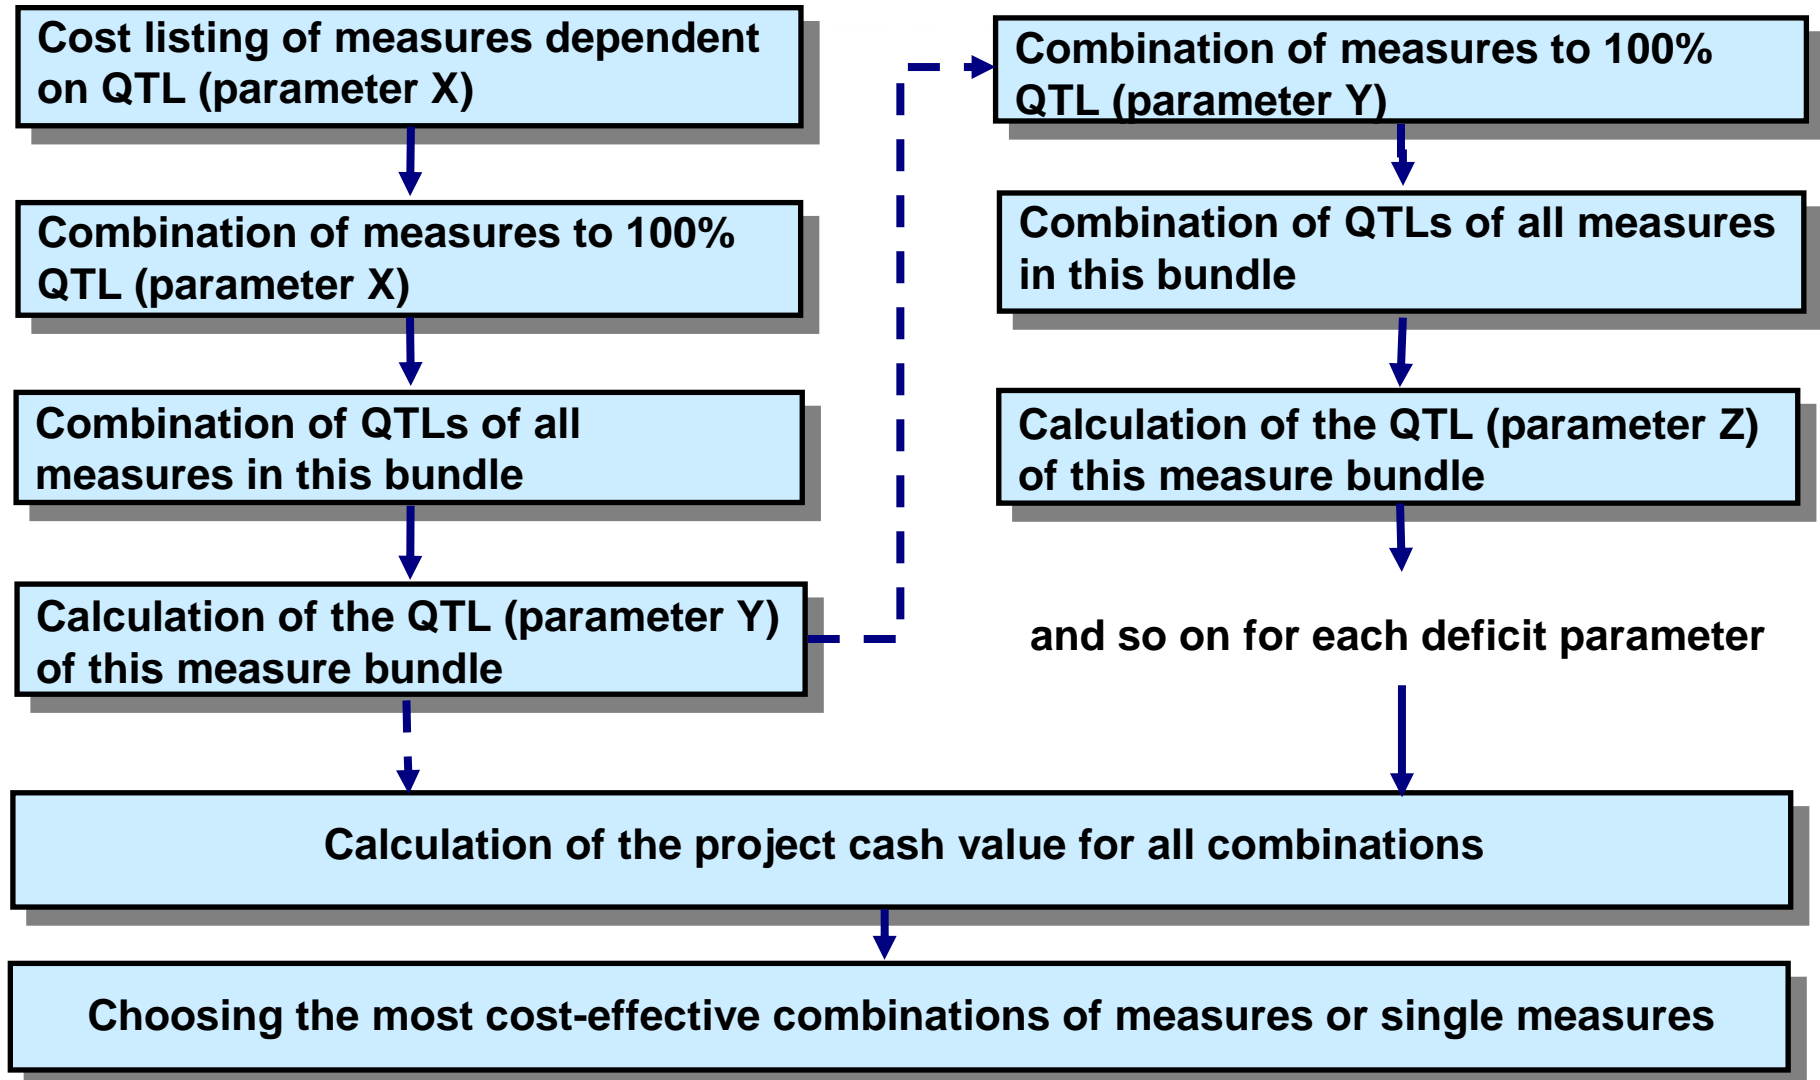 Cost listing of measures dependent
on QTL (parameter X)
Combination of measures to 100%
QTL (parameter X)
Combination of QTLs of all
measures in this bundle
Calculation of the QTL (parameter Y)
of this measure bundle
Combination of measures to 100%
QTL (parameter Y)
Combination of QTLs of all measures
in this bundle
Calculation of the QTL (parameter Z)
of this measure bundle
and so on for each deficit parameter
Calculation of the project cash value for all combinations
Choosing the most cost-effective combinations of measures or single measures